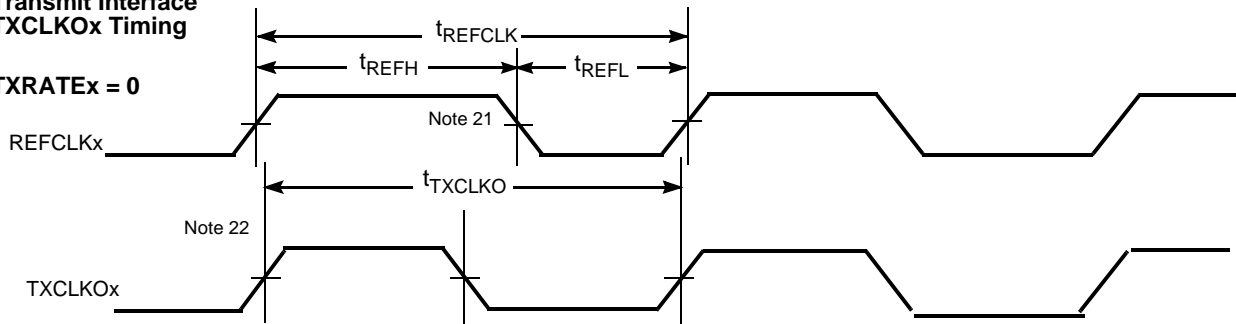 Transmit Interface
TXCLKOx Timing
TXRATEx = 0
tREFCLK
tREFH
tREFL
Note 21
REFCLKx
tTXCLKO
Note 22
TXCLKOx